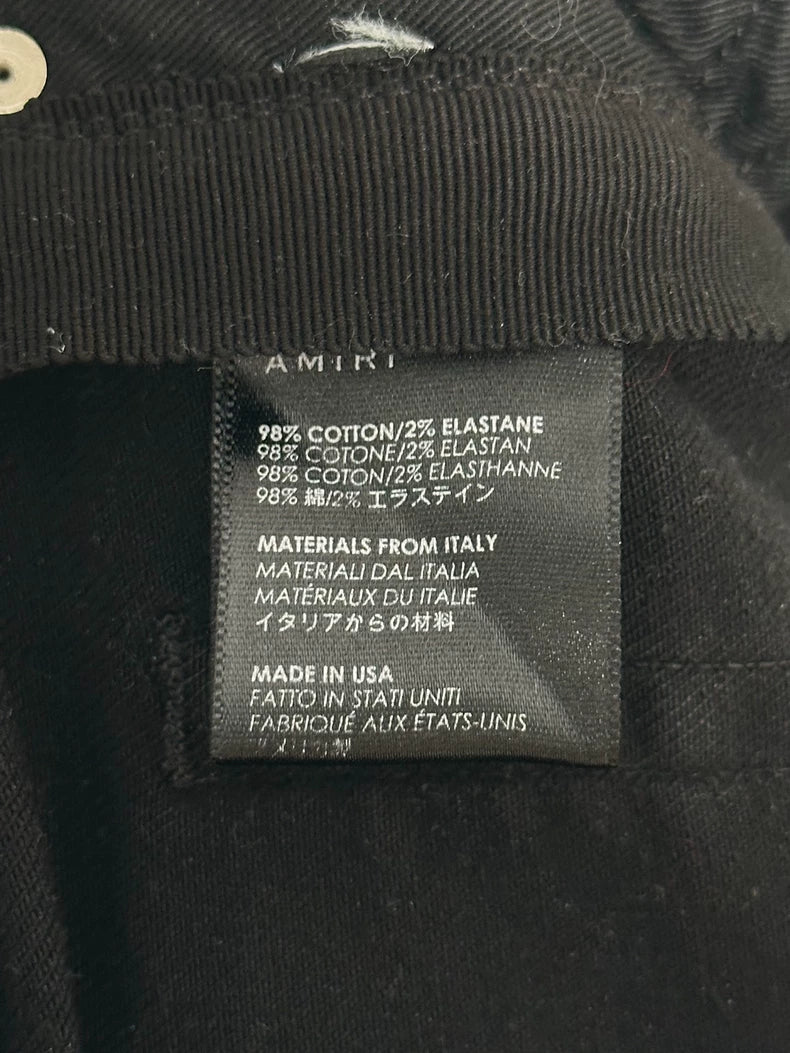 AMIRI
98% COTTON/2% ELASTANE
98% COTONE/2% ELASTAN
98% COTON/2% ELASTHANNE
98% 綿/2% エラステイン
MATERIALS FROM ITALY
MATERIALI DAL ITALIA
MATÉRIAUX DU ITALIE
イタリアからの材料
MADE IN USA
FATTO IN STATI UNITI
FABRIQUÉ AUX ÉTATS-UNIS